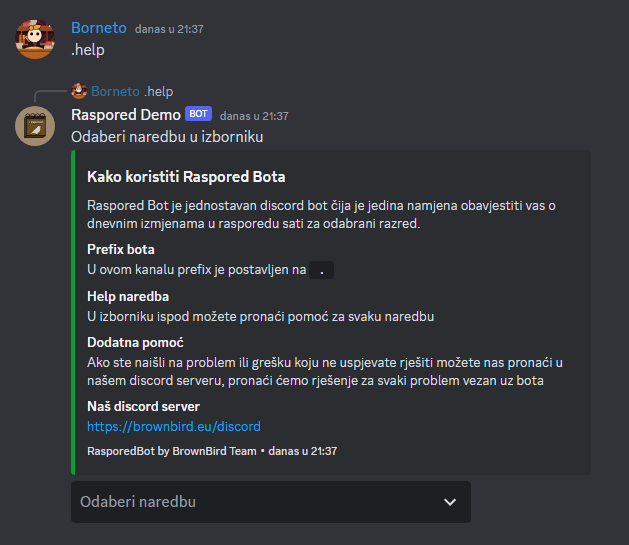 Borneto danas u 21:37
.help
Borneto .help
Raspored Demo BOT danas u 21:37
Odaberi naredbu u izborniku
Kako koristiti Raspored Bota
Raspored Bot je jednostavan discord bot čija je jedina namjena obavjestiti vas o
dnevnim izmjenama u rasporedu sati za odabrani razred.
Prefix bota
U ovom kanalu prefix je postavljen na .
Help naredba
U izborniku ispod možete pronaći pomoć za svaku naredbu
Dodatna pomoć
Ako ste naišli na problem ili grešku koju ne uspjevate rješiti možete nas pronaći u
našem discord serveru, pronaći ćemo rješenje za svaki problem vezan uz bota
Naš discord server
https://brownbird.eu/discord
RasporedBot by BrownBird Team • danas u 21:37
Odaberi naredbu